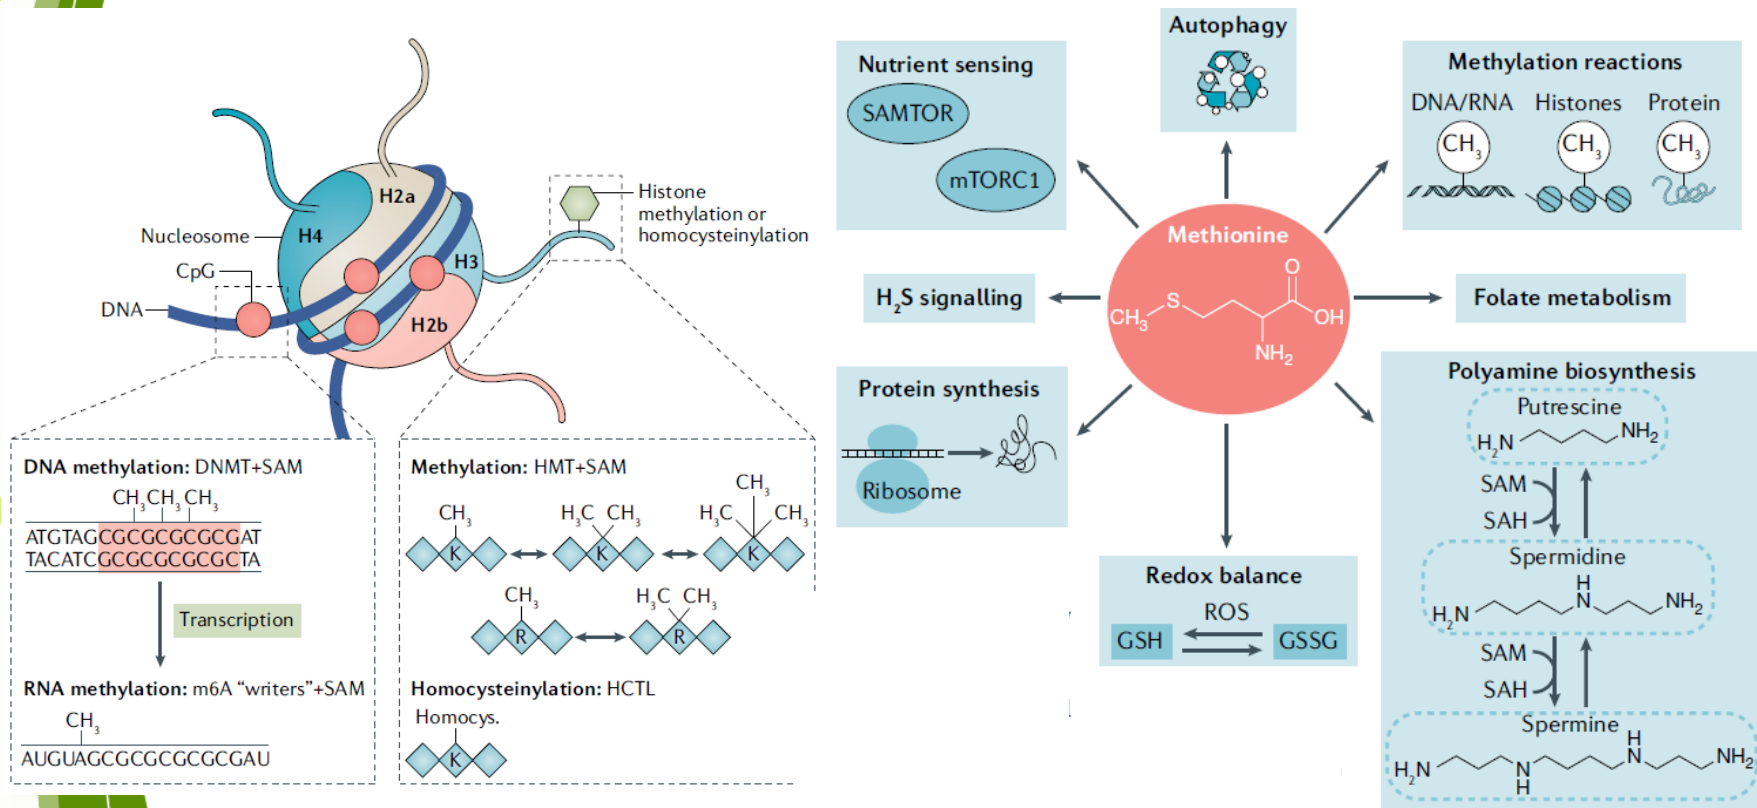 H2a
H4
H3
H2b
Nucleosome
CpG
DNA
Histone
methylation or
homocysteinylation
DNA methylation: DNMT+SAM
CH₃ CH₃ CH₃
ATGTAGCGCGCGCGCGAT
TACATCGCGCGCGCGCTA
Transcription
RNA methylation: m6A “writers”+SAM
CH₃
AUGUAGCGCGCGCGCGAU
Methylation: HMT+SAM
CH₃
K
H₃C CH₃
K
CH₃
H₃C CH₃
K
CH₃
R
H₃C CH₃
R
Homocysteinylation: HCTL
Homocys.
K
Nutrient sensing
SAMTOR
mTORC1
Autophagy
Methylation reactions
DNA/RNA Histones Protein
CH₃ CH₃ CH₃
Methionine
O
S
CH₃ OH
NH₂
H₂S signalling
Folate metabolism
Protein synthesis
Ribosome
Redox balance
ROS
GSH GSSG
Polyamine biosynthesis
Putrescine
H₂N NH₂
SAM
SAH
Spermidine
H
N
H₂N NH₂
SAM
SAH
Spermine
H
N
H₂N NH₂
N
H